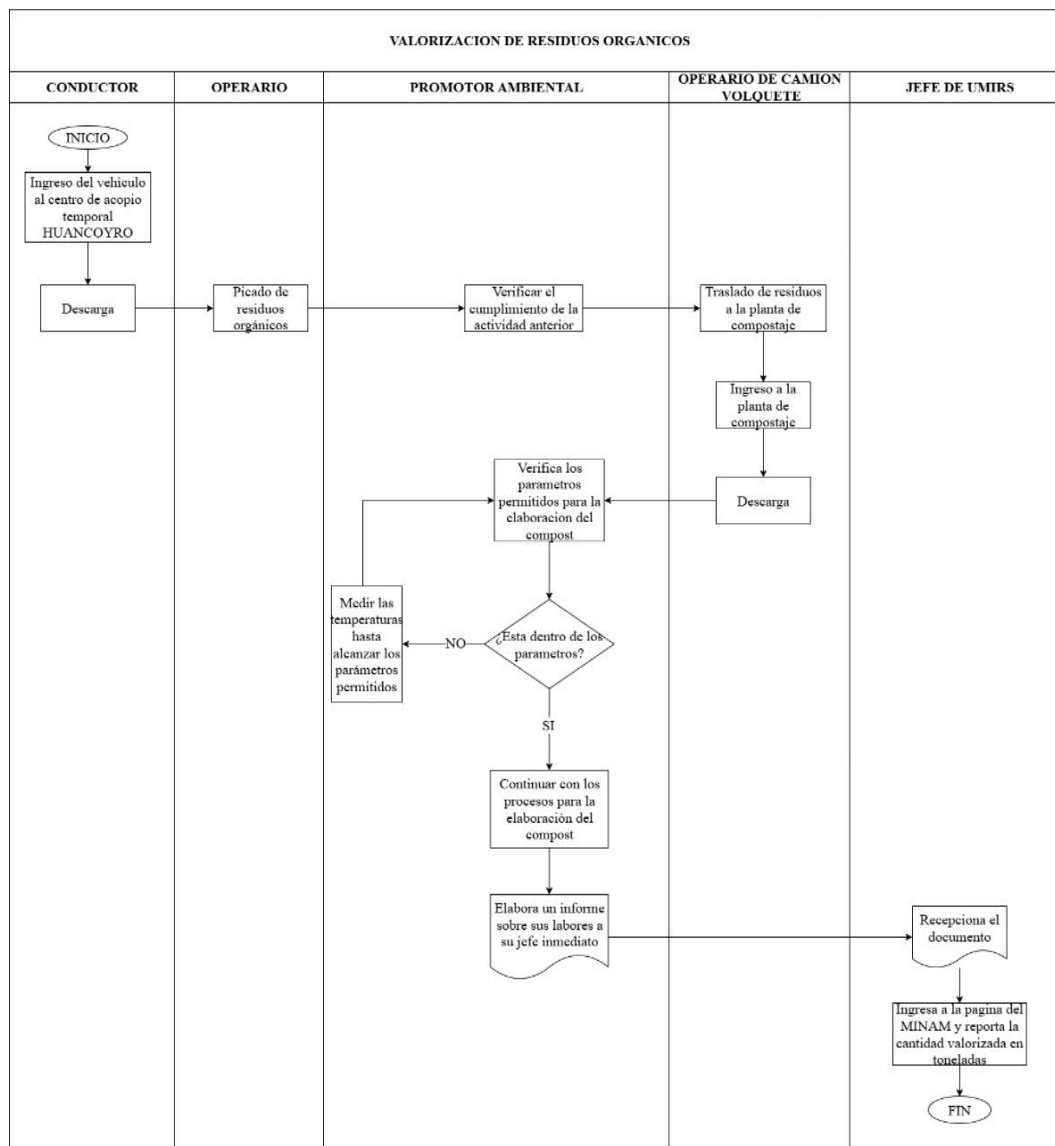 VALORIZACION DE RESIDUOS ORGANICOS
CONDUCTOR
OPERARIO
PROMOTOR AMBIENTAL
OPERARIO DE CAMION
VOLQUETE
JEFE DE UMIRS
INICIO
Ingreso del vehículo
al centro de acopio
temporal
HUANCOYRO
Descarga
Picado de
residuos
orgánicos
Verificar el
cumplimiento de la
actividad anterior
Traslado de residuos
a la planta de
compostaje
Ingreso a la
planta de
compostaje
Descarga
Verifica los
parametros
permitidos para la
elaboracion del
compost
¿Esta dentro de los
parametros?
NO
Medir las
temperaturas
hasta
alcanzar los
parámetros
permitidos
SI
Continuar con los
procesos para la
elaboración del
compost
Elabora un informe
sobre sus labores a
su jefe inmediato
Recepciona el
documento
Ingresa a la pagina del
MINAM y reporta la
cantidad valorizada en
toneladas
FIN